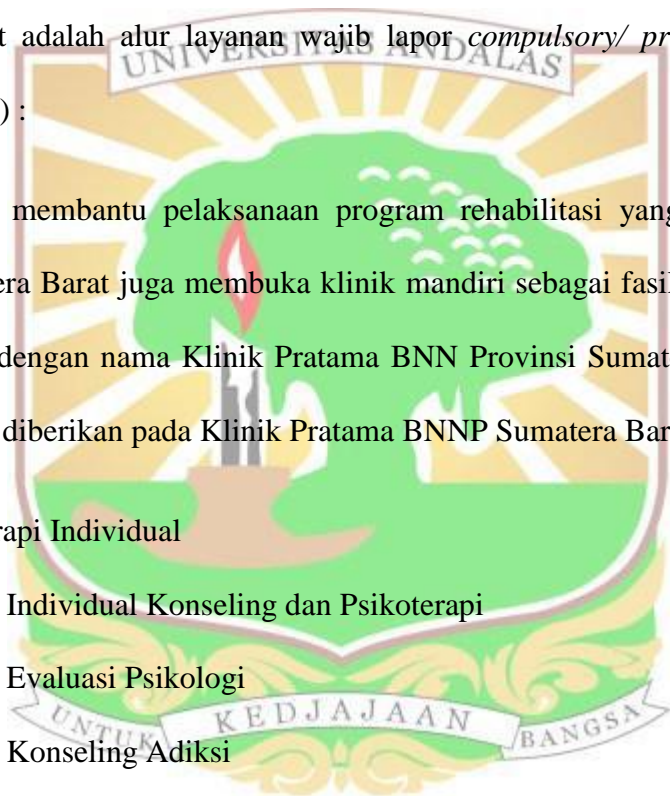 t adalah alur layanan wajib lapor compulsory/ pr
UNIVERSITAS ANDALAS
) :
membantu pelaksanaan program rehabilitasi yang
era Barat juga membuka klinik mandiri sebagai fasil
dengan nama Klinik Pratama BNN Provinsi Sumat
diberikan pada Klinik Pratama BNNP Sumatera Bar
rapi Individual
Individual Konseling dan Psikoterapi
Evaluasi Psikologi
UNTUK KEDJAJAAN BANGSA
Konseling Adiksi